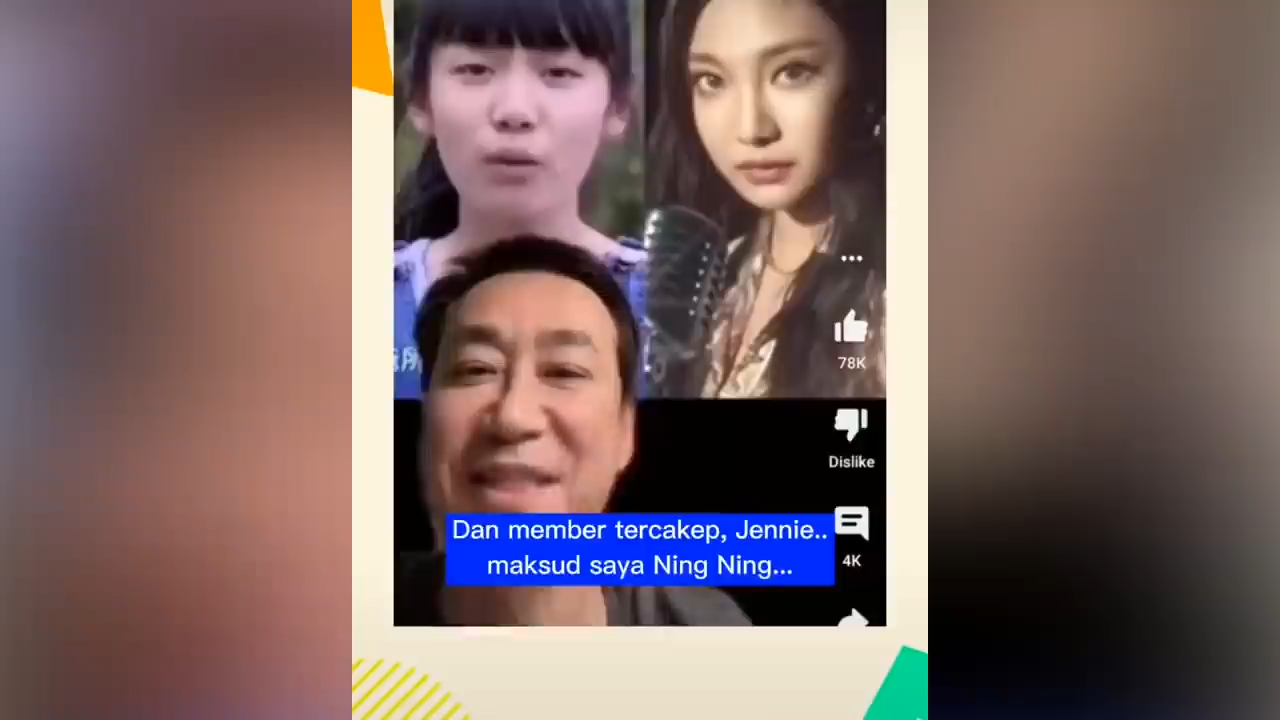 78K
Dislike
Dan member tercakep, Jennie..
maksud saya Ning Ning...
4K